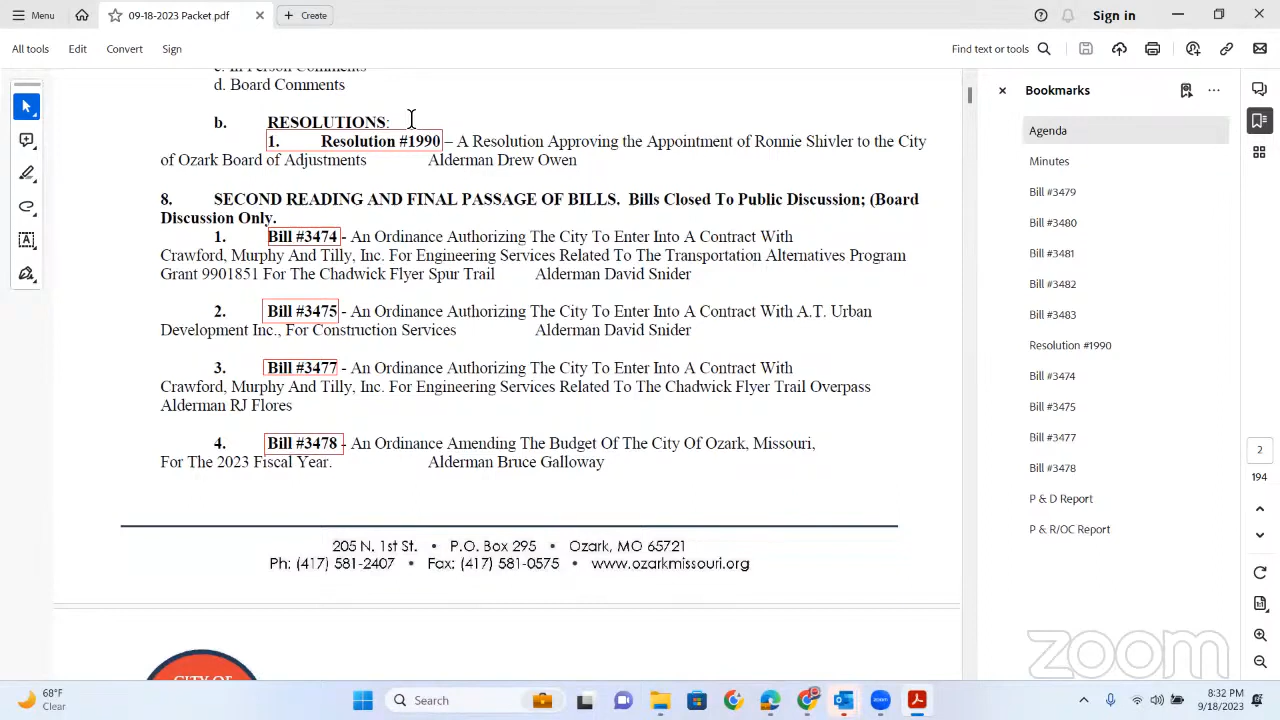 Menu
09-18-2023 Packet.pdf
Create
Sign in
All tools
Edit
Convert
Sign
Find text or tools
c. In Person Comments
d. Board Comments
b. RESOLUTIONS:
1. Resolution #1990 – A Resolution Approving the Appointment of Ronnie Shivler to the City
of Ozark Board of Adjustments Alderman Drew Owen
8. SECOND READING AND FINAL PASSAGE OF BILLS. Bills Closed To Public Discussion; (Board
Discussion Only.
1. Bill #3474 - An Ordinance Authorizing The City To Enter Into A Contract With
Crawford, Murphy And Tilly, Inc. For Engineering Services Related To The Transportation Alternatives Program
Grant 9901851 For The Chadwick Flyer Spur Trail Alderman David Snider
2. Bill #3475 - An Ordinance Authorizing The City To Enter Into A Contract With A.T. Urban
Development Inc., For Construction Services Alderman David Snider
3. Bill #3477 - An Ordinance Authorizing The City To Enter Into A Contract With
Crawford, Murphy And Tilly, Inc. For Engineering Services Related To The Chadwick Flyer Trail Overpass
Alderman RJ Flores
4. Bill #3478 - An Ordinance Amending The Budget Of The City Of Ozark, Missouri,
For The 2023 Fiscal Year. Alderman Bruce Galloway
205 N. 1st St. • P.O. Box 295 • Ozark, MO 65721
Ph: (417) 581-2407 • Fax: (417) 581-0575 • www.ozarkmissouri.org
CITY OF
Bookmarks
Agenda
Minutes
Bill #3479
Bill #3480
Bill #3481
Bill #3482
Bill #3483
Resolution #1990
Bill #3474
Bill #3475
Bill #3477
Bill #3478
P & D Report
P & R/OC Report
2
194
zoom
68°F
Clear
Search
zoom
8:32 PM
9/18/2023